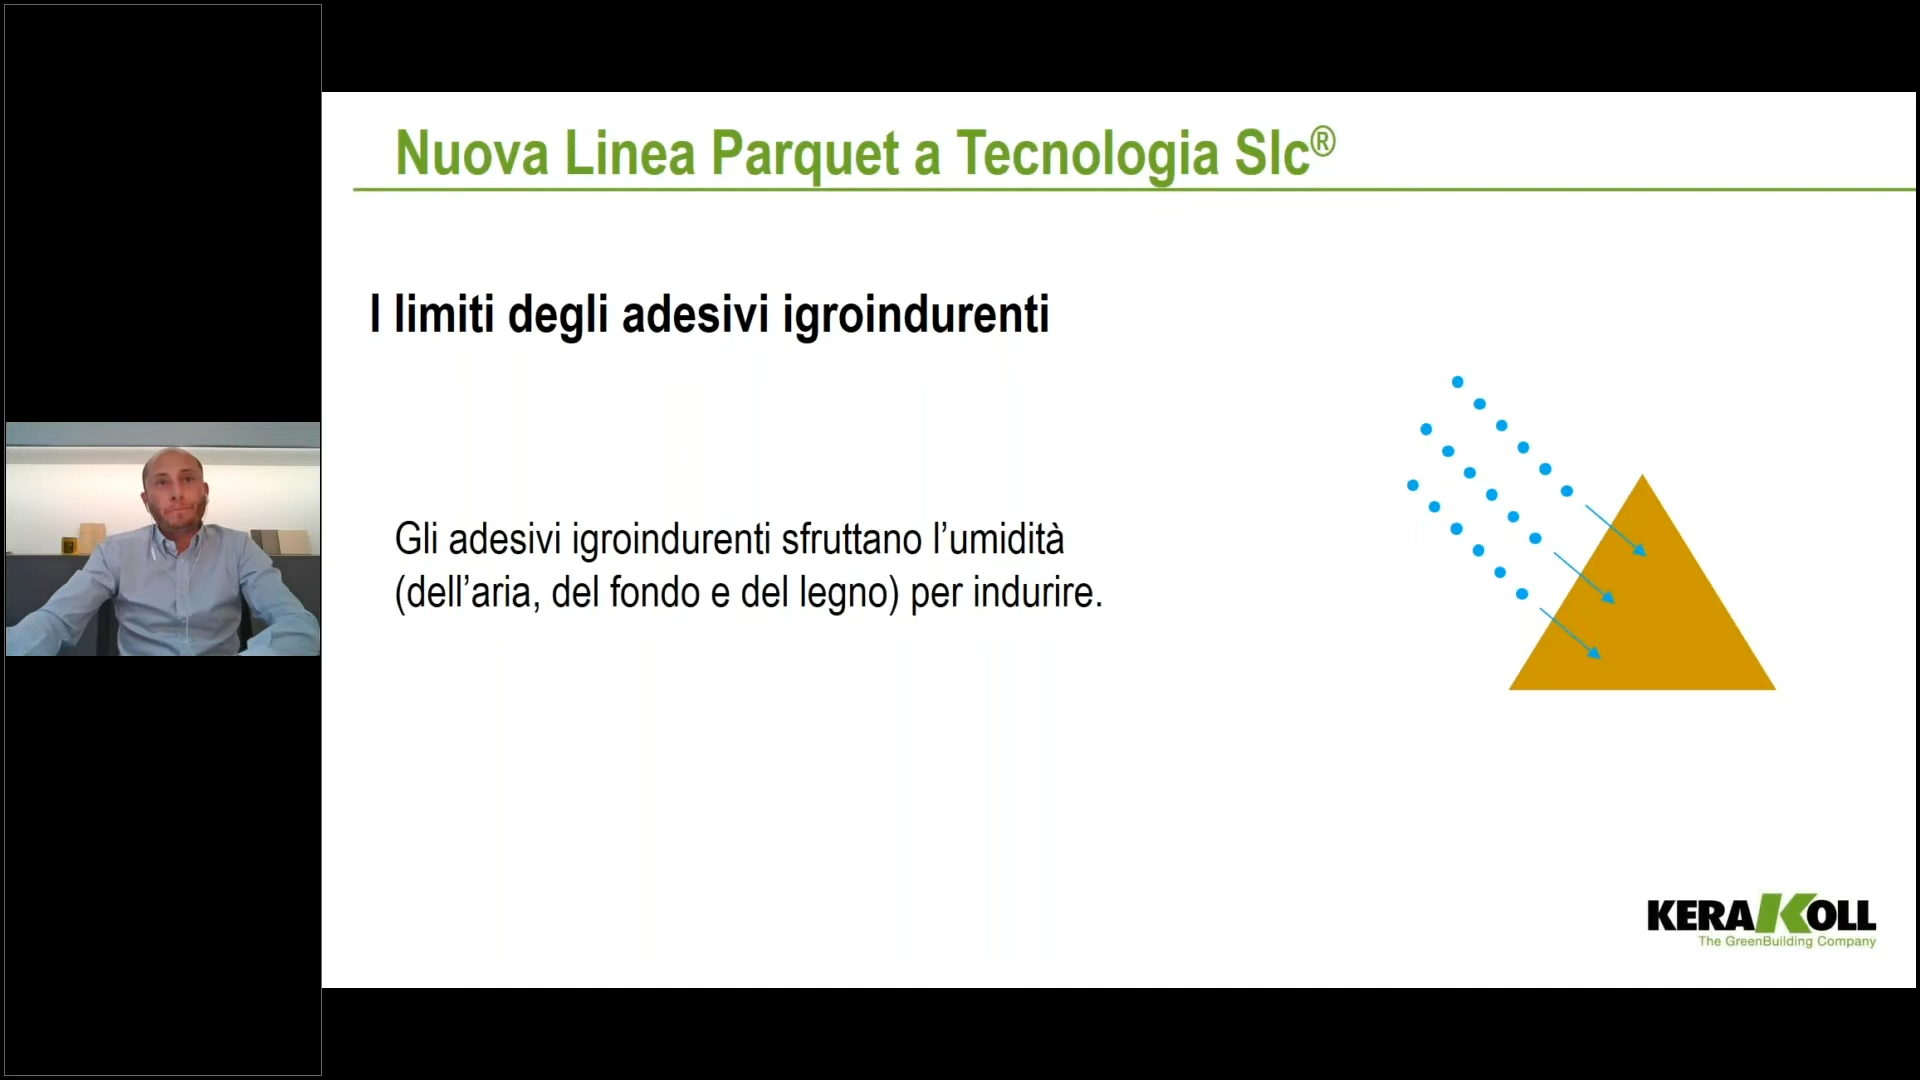 Nuova Linea Parquet a Tecnologia Slc®
I limiti degli adesivi igroindurenti
Gli adesivi igroindurenti sfruttano l’umidità
(dell’aria, del fondo e del legno) per indurire.
KERAKOLL
The GreenBuilding Company